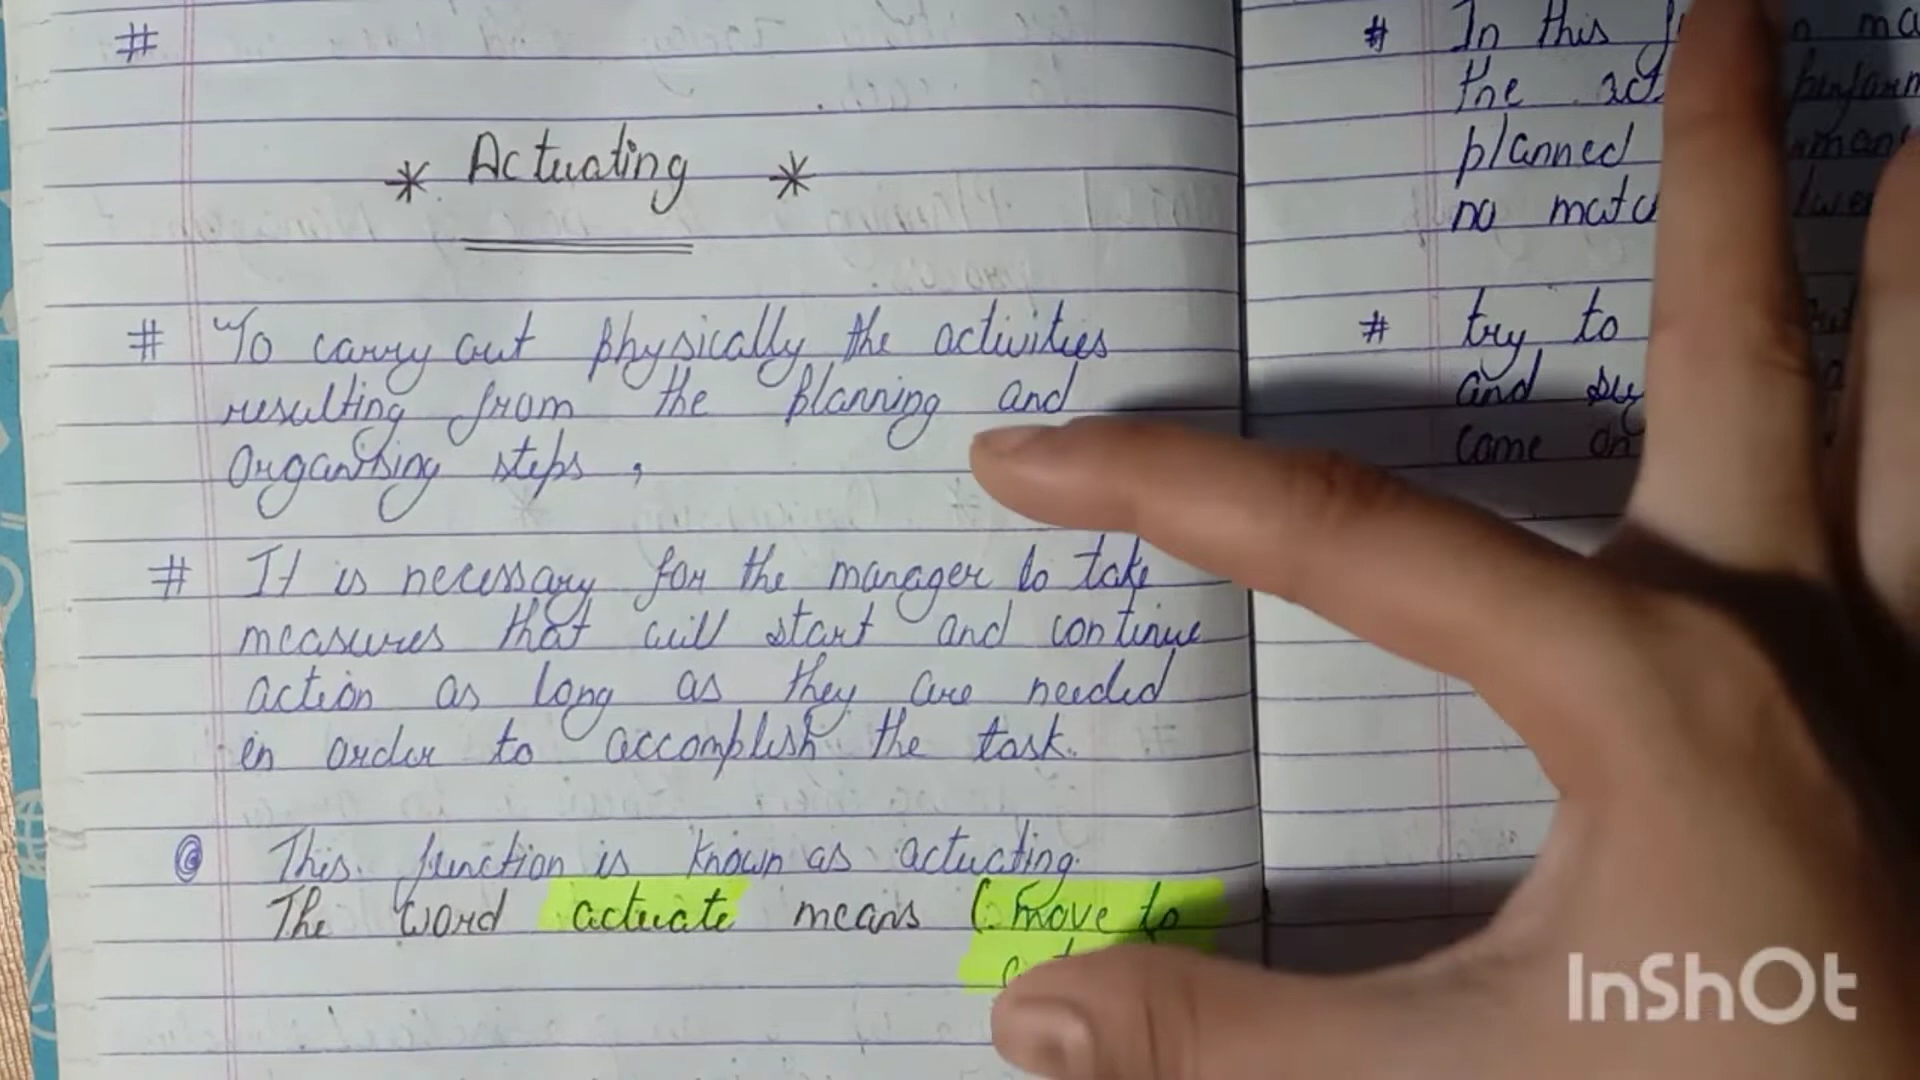 #
* Actuating *
# To carry out physically the activities
resulting from the planning and
Organising steps ,
# It is necessary for the manager to take
measures that will start and continue
action as long as they are needed
in order to accomplish the task.
This function is known as actuating.
The word actuate means ( move to
# In this
the
planned
no
# try to
and
come on
InShOt